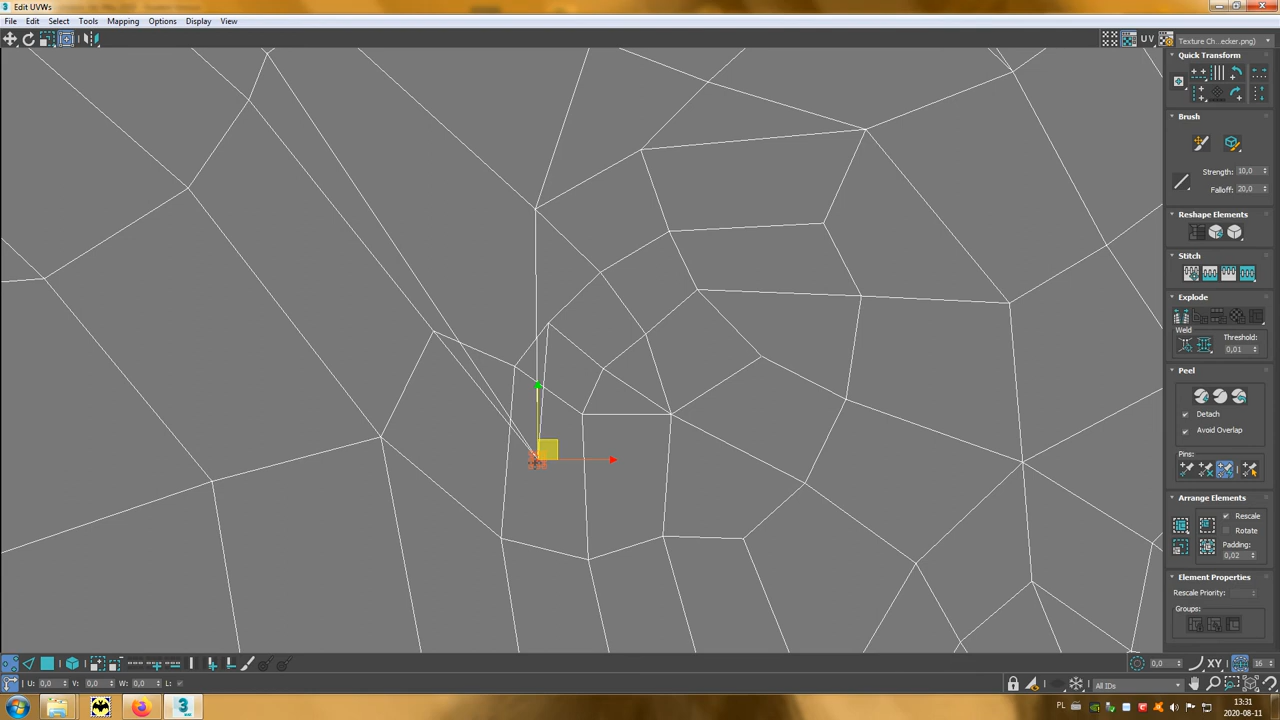 3 Edit UVWs
File Edit Select Tools Mapping Options Display View
UV Texture Ch...ecker.png)
Quick Transform
Brush
Strength: 10,0
Falloff: 20,0
Reshape Elements
Stitch
Explode
Weld
Threshold:
0,01
Peel
Detach
Avoid Overlap
Pins:
Arrange Elements
Rescale
Rotate
Padding:
0,02
Element Properties
Rescale Priority:
Groups:
0,0 XY 16
U: 0,0 V: 0,0 W: 0,0 L: All IDs
3 PL 13:31
2020-08-11